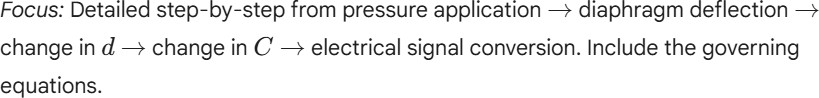 Focus: Detailed step-by-step from pressure application → diaphragm deflection →
change in d → change in C → electrical signal conversion. Include the governing
equations.